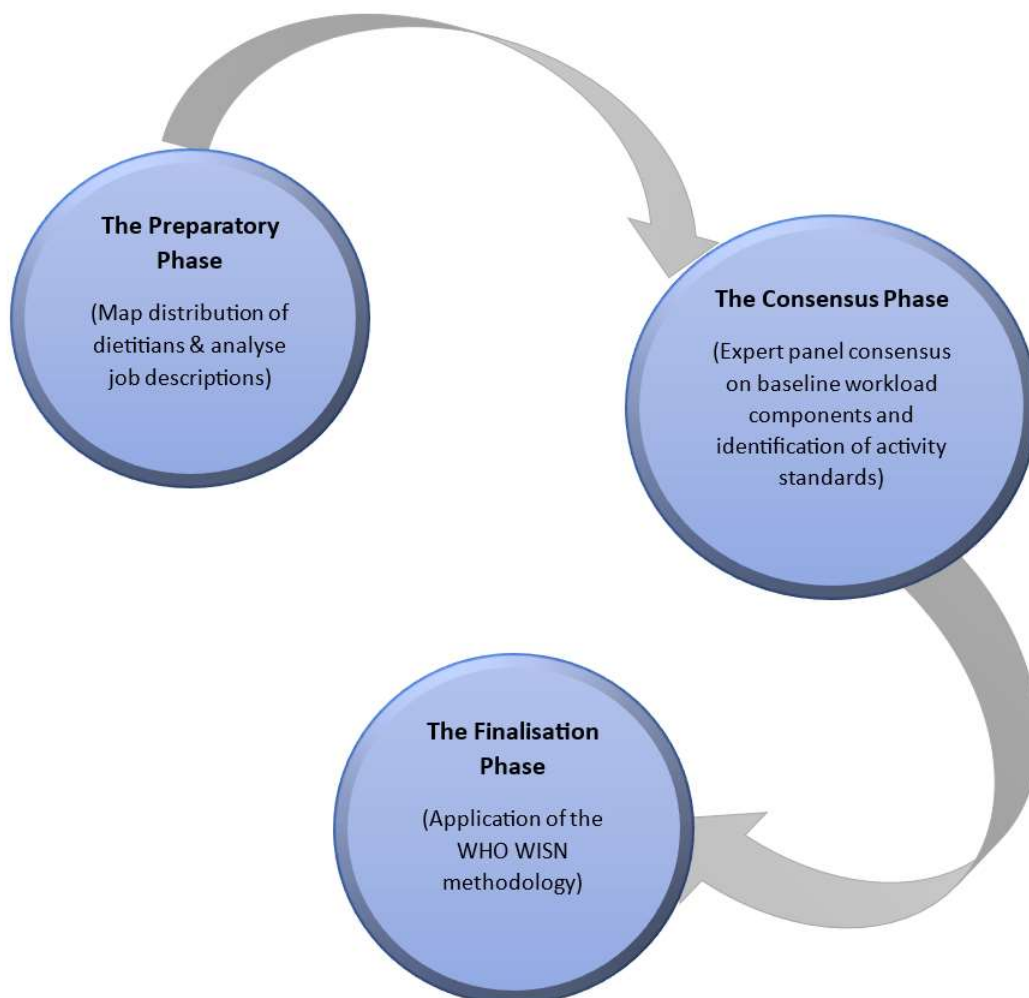 The Preparatory
Phase
(Map distribution of
dietitians & analyse
job descriptions)
The Consensus Phase
(Expert panel consensus
on baseline workload
components and
identification of activity
standards)
The Finalisation
Phase
(Application of the
WHO WISN
methodology)